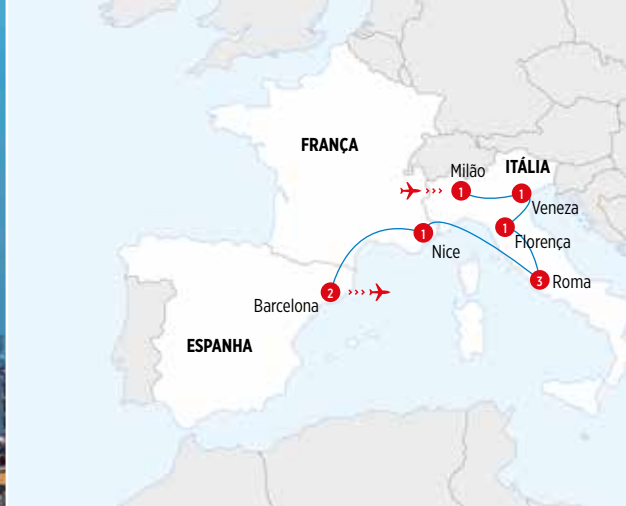 FRANÇA
Milão
ITÁLIA
››› 1
1
Veneza
1
Florença
1
Nice
3
Roma
2 ›››
Barcelona
ESPANHA